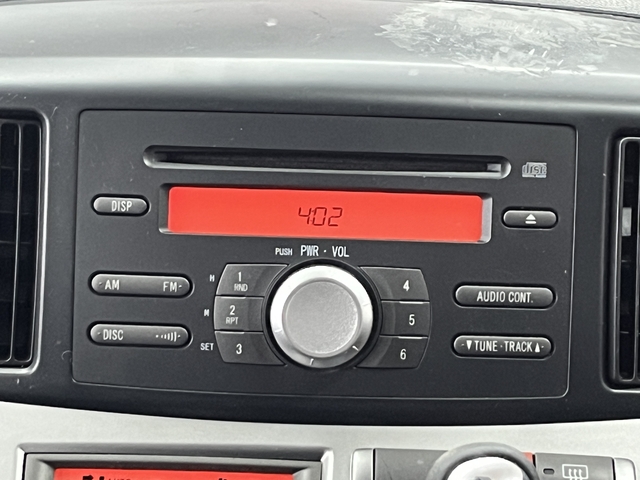 disc
DISP
402
PUSH PWR · VOL
AM FM
H 1 RND
4
AUDIO CONT.
M 2 RPT
5
DISC
SET 3
6
▼TUNE·TRACK▲